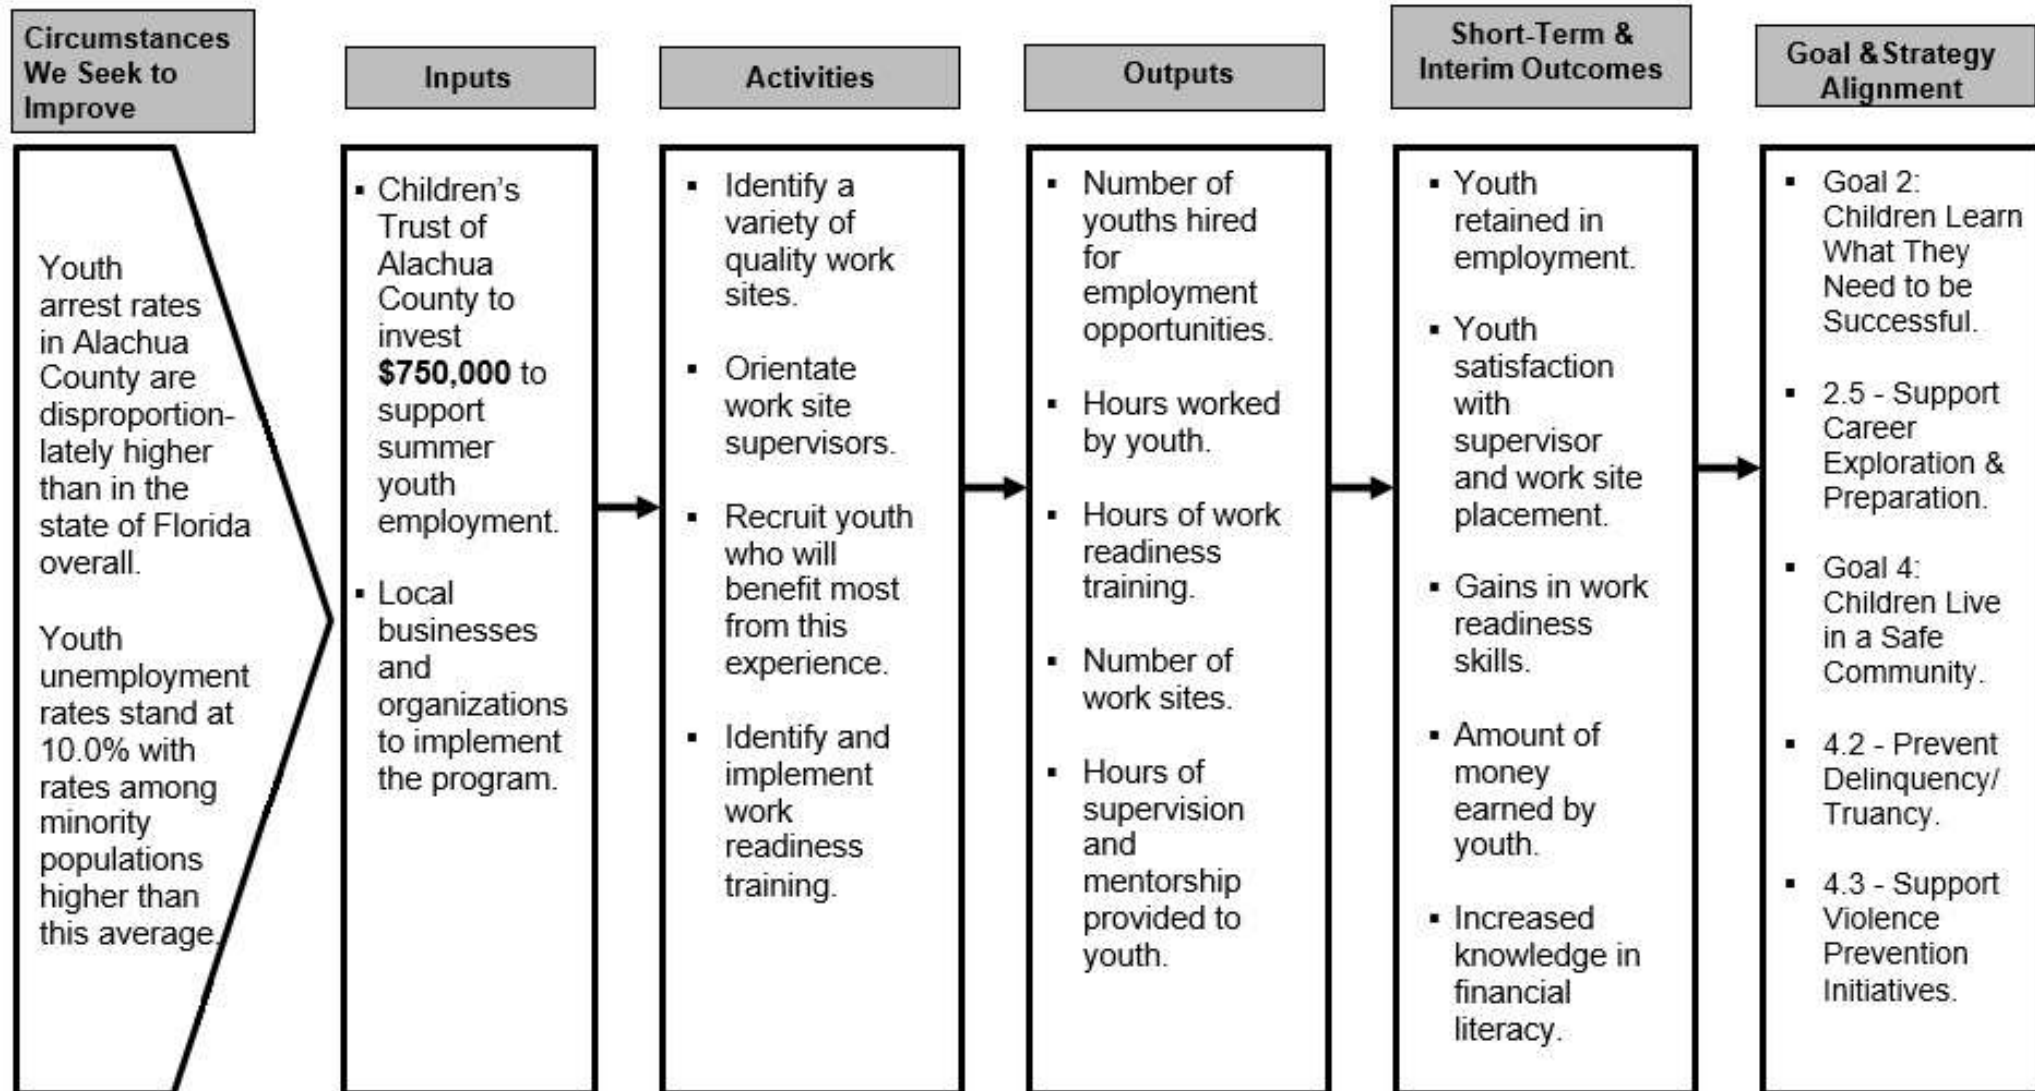 Circumstances
We Seek to
Improve
Youth
arrest rates
in Alachua
County are
disproportion-
lately higher
than in the
state of Florida
overall.
Youth
unemployment
rates stand at
10.0% with
rates among
minority
populations
higher than
this average.
Inputs
▪ Children's
Trust of
Alachua
County to
invest
$750,000 to
support
summer
youth
employment.
▪ Local
businesses
and
organizations
to implement
the program.
Activities
▪ Identify a
variety of
quality work
sites.
▪ Orientate
work site
supervisors.
▪ Recruit youth
who will
benefit most
from this
experience.
▪ Identify and
implement
work
readiness
training.
Outputs
▪ Number of
youths hired
for
employment
opportunities.
▪ Hours worked
by youth.
▪ Hours of work
readiness
training.
▪ Number of
work sites.
▪ Hours of
supervision
and
mentorship
provided to
youth.
Short-Term &
Interim Outcomes
▪ Youth
retained in
employment.
▪ Youth
satisfaction
with
supervisor
and work site
placement.
▪ Gains in work
readiness
skills.
▪ Amount of
money
earned by
youth.
▪ Increased
knowledge in
financial
literacy.
Goal & Strategy
Alignment
▪ Goal 2:
Children Learn
What They
Need to be
Successful.
▪ 2.5 - Support
Career
Exploration &
Preparation.
▪ Goal 4:
Children Live
in a Safe
Community.
▪ 4.2 - Prevent
Delinquency/
Truancy.
▪ 4.3 - Support
Violence
Prevention
Initiatives.